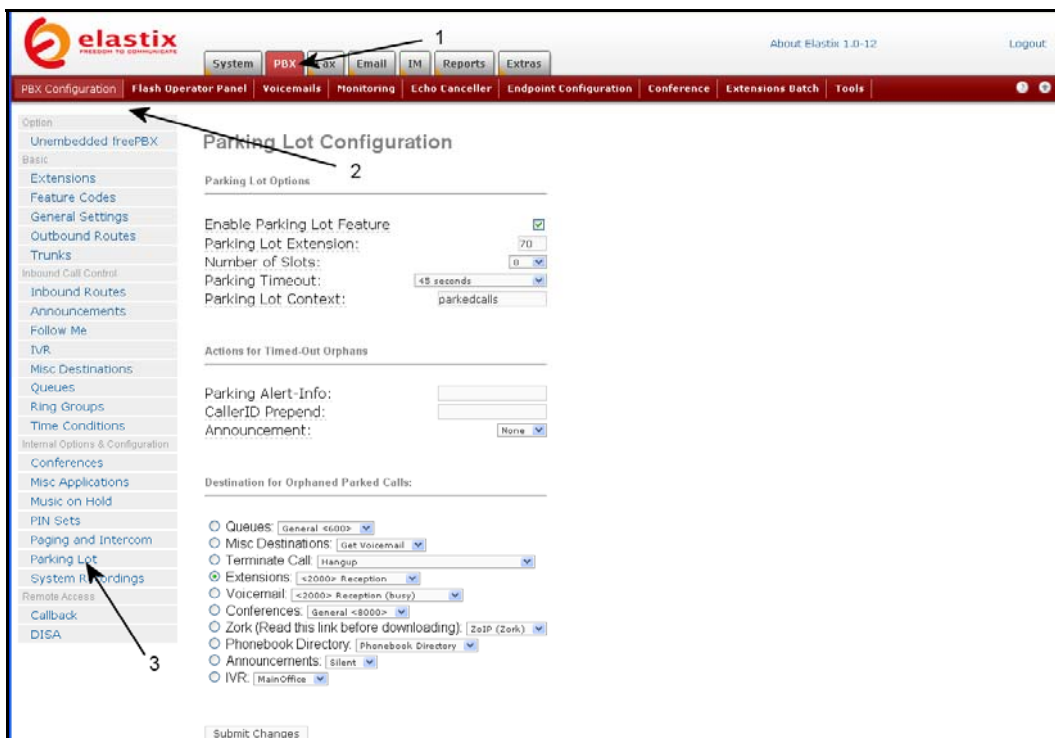 elastix
FREEDOM TO COMMUNICATE
1
About Elastix 1.0-12
Logout
System PBX Fax Email IM Reports Extras
PBX Configuration Flash Operator Panel Voicemails Monitoring Echo Canceller Endpoint Configuration Conference Extensions Batch Tools
2
Option
Unembedded freePBX
Basic
Extensions
Feature Codes
General Settings
Outbound Routes
Trunks
Inbound Call Control
Inbound Routes
Announcements
Follow Me
IVR
Misc Destinations
Queues
Ring Groups
Time Conditions
Internal Options & Configuration
Conferences
Misc Applications
Music on Hold
PIN Sets
Paging and Intercom
Parking Lot
System Recordings
Remote Access
Callback
DISA
3
Parking Lot Configuration
Parking Lot Options
Enable Parking Lot Feature
Parking Lot Extension: 70
Number of Slots: 8
Parking Timeout: 45 seconds
Parking Lot Context: parkedcalls
Actions for Timed-Out Orphans
Parking Alert-Info:
CallerID Prepend:
Announcement: None
Destination for Orphaned Parked Calls:
Queues: General <600>
Misc Destinations: Get Voicemail
Terminate Call: Hangup
Extensions: <2000> Reception
Voicemail: <2000> Reception (busy)
Conferences: General <8000>
Zork (Read this link before downloading): ZoIP (Zork)
Phonebook Directory: Phonebook Directory
Announcements: Silent
IVR: MainOffice
Submit Changes